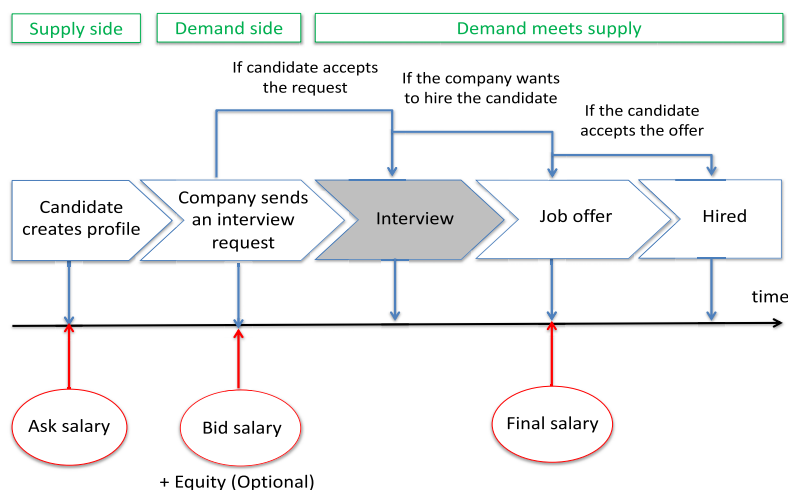 Supply side
Demand side
Demand meets supply
If candidate accepts
the request
If the company wants
to hire the candidate
If the candidate
accepts the offer
Candidate
creates profile
Company sends
an interview
request
Interview
Job offer
Hired
time
Ask salary
Bid salary
Final salary
+ Equity (Optional)